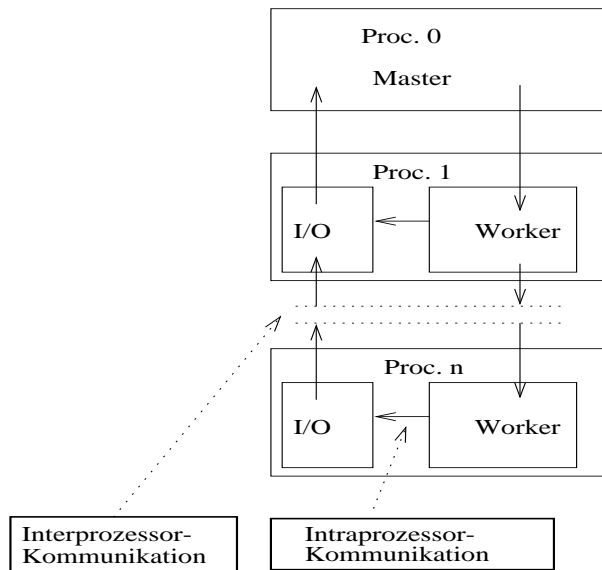 Proc. 0
Master
Proc. 1
I/O
Worker
Proc. n
I/O
Worker
Interprozessor-
Kommunikation
Intraprozessor-
Kommunikation